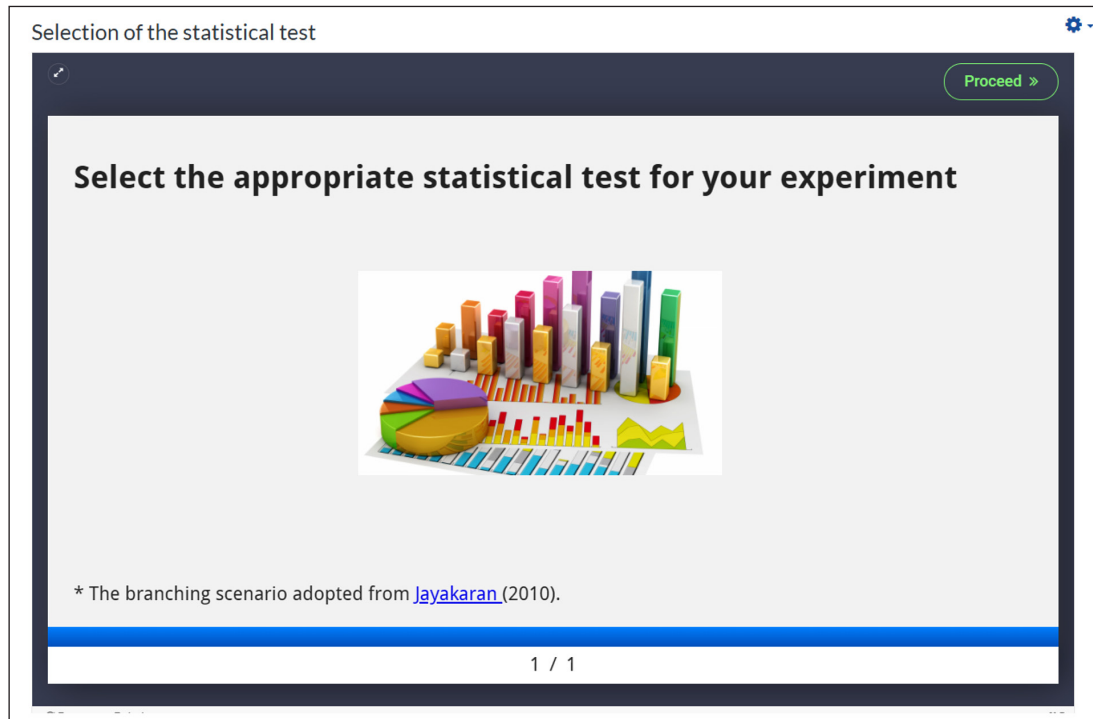 Selection of the statistical test
Proceed »
Select the appropriate statistical test for your experiment
* The branching scenario adopted from Jayakaran (2010).
1 / 1